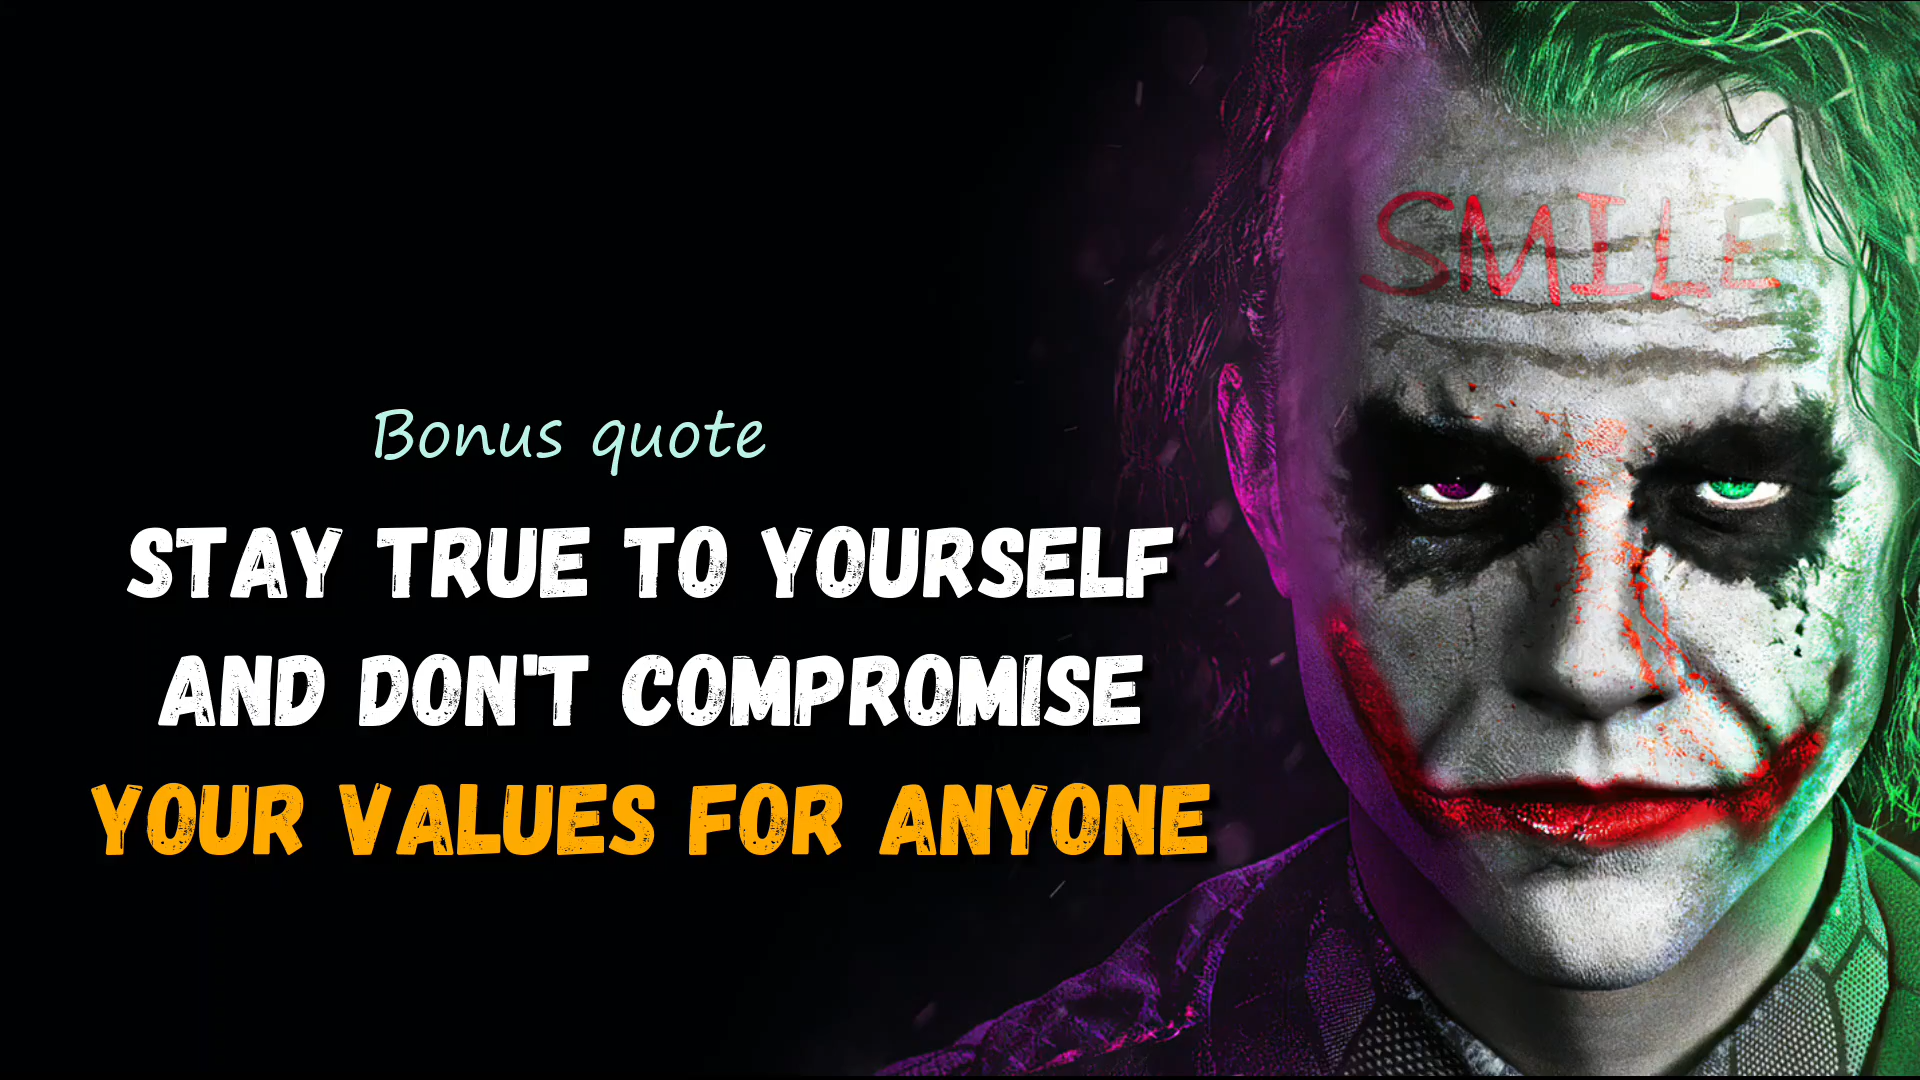 SMILE
Bonus quote
STAY TRUE TO YOURSELF
AND DON'T COMPROMISE
YOUR VALUES FOR ANYONE